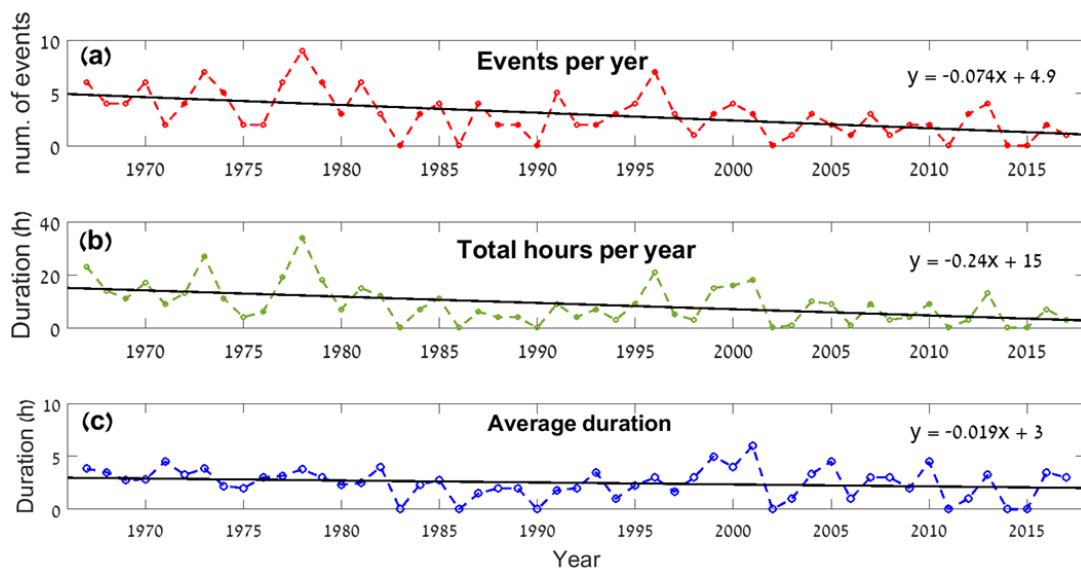 (a)
Events per yer
y = -0.074x + 4.9
num. of events
10
5
0
1970 1975 1980 1985 1990 1995 2000 2005 2010 2015
(b)
Total hours per year
y = -0.24x + 15
Duration (h)
40
20
0
1970 1975 1980 1985 1990 1995 2000 2005 2010 2015
(c)
Average duration
y = -0.019x + 3
Duration (h)
10
5
0
1970 1975 1980 1985 1990 1995 2000 2005 2010 2015
Year